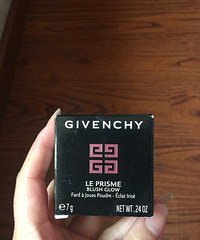 GIVENCHY
LE PRISME
BLUSH GLOW
Fard à Joues Poudre - Éclat Irisé
e 7g NET WT. .24 OZ.